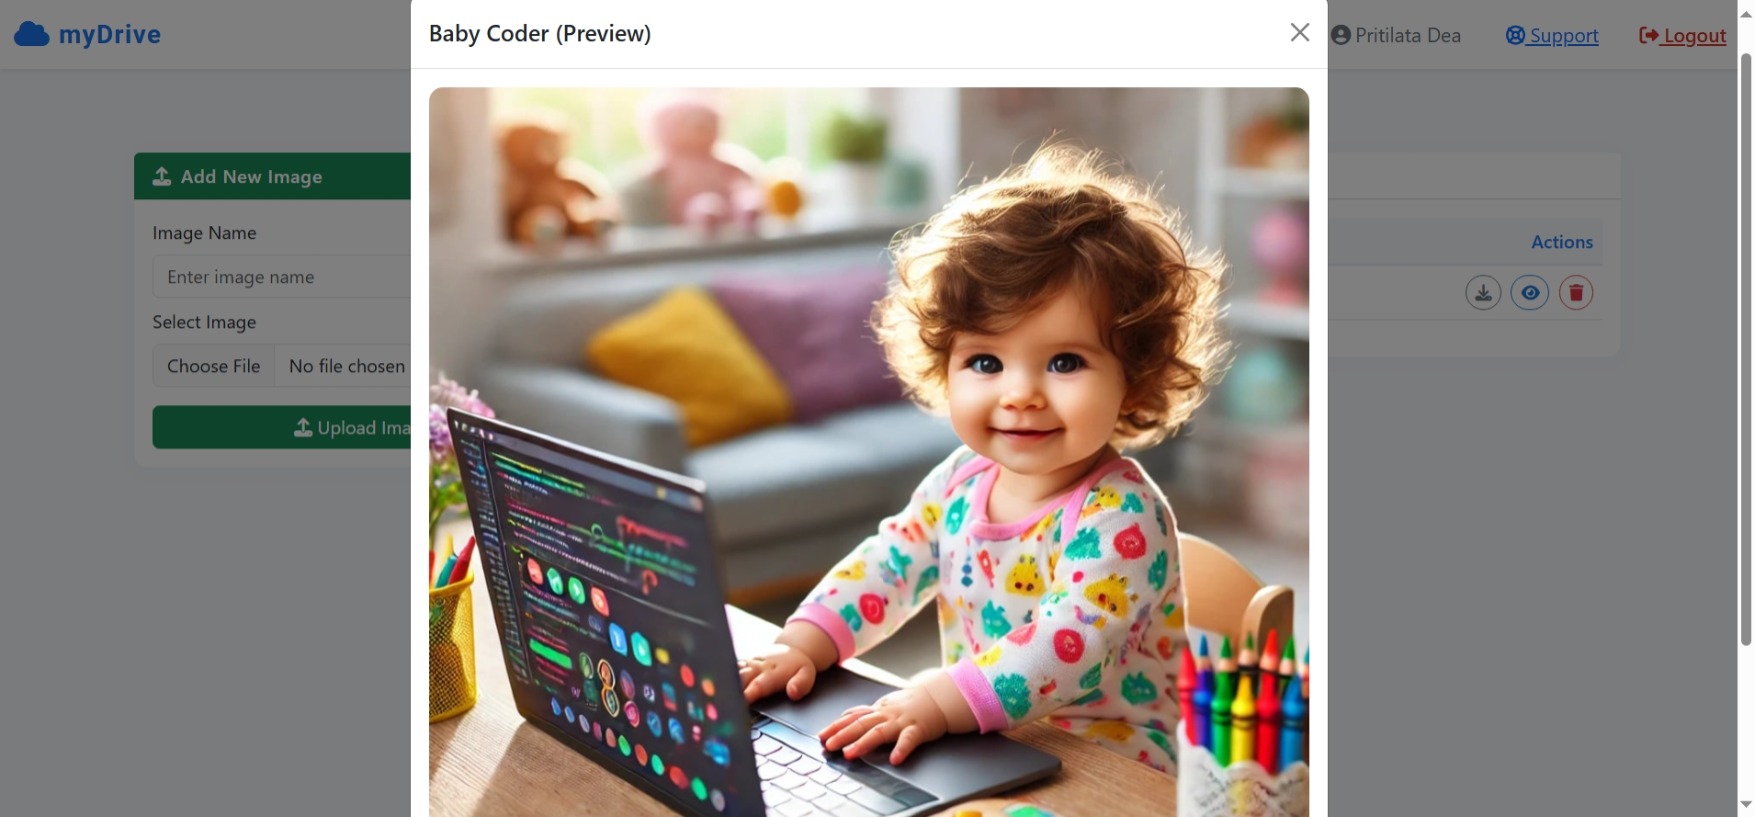 myDrive
Baby Coder (Preview)
Pritilata Dea
Support
Logout
Add New Image
Image Name
Enter image name
Select Image
Choose File
No file chosen
Upload Ima
Actions